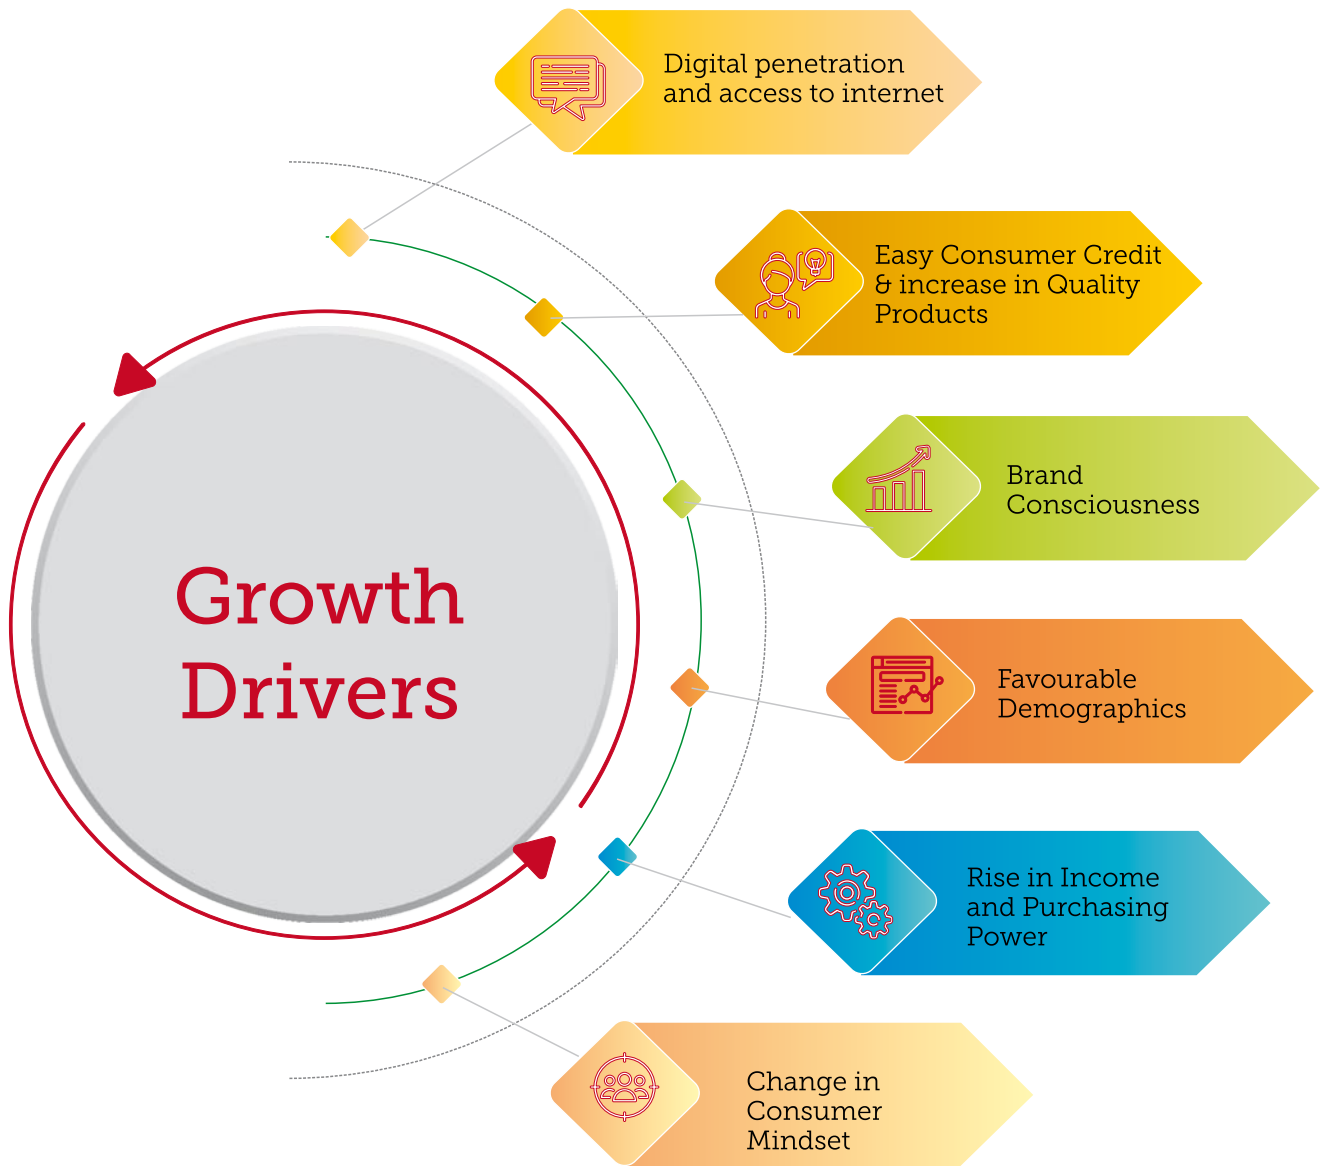 Digital penetration
and access to internet
Easy Consumer Credit
& increase in Quality
Products
Brand
Consciousness
Growth
Drivers
Favourable
Demographics
Rise in Income
and Purchasing
Power
Change in
Consumer
Mindset